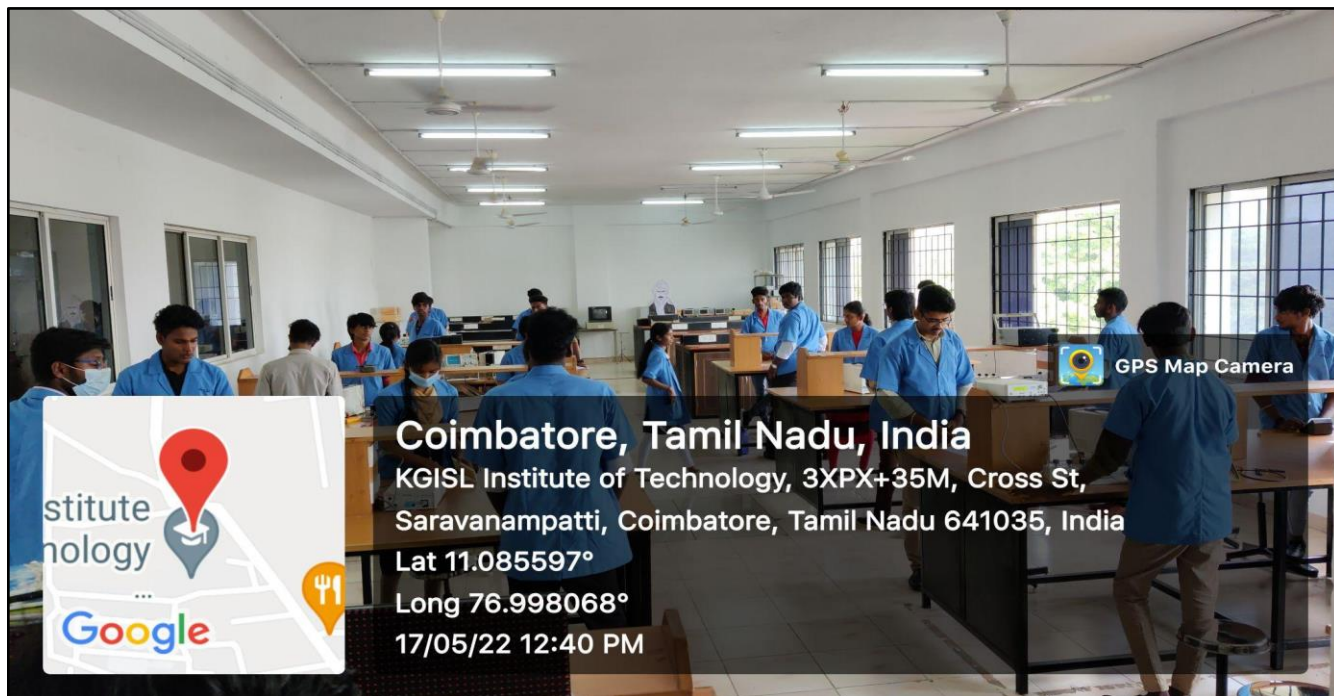 GPS Map Camera
Coimbatore, Tamil Nadu, India
KGISL Institute of Technology, 3XPX+35M, Cross St,
Saravanampatti, Coimbatore, Tamil Nadu 641035, India
Lat 11.085597°
Long 76.998068°
17/05/22 12:40 PM
stitute
nology
...
Google